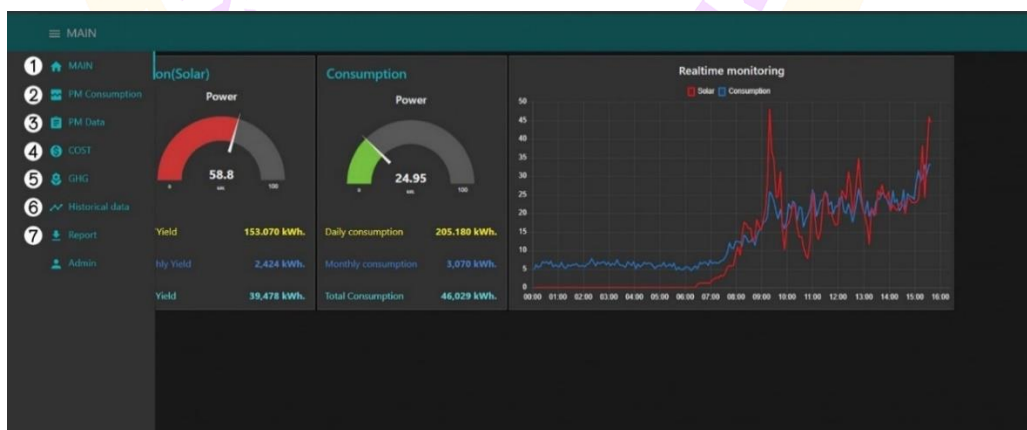 MAIN
1 MAIN
2 PM Consumption
3 PM Data
4 COST
5 GHG
6 Historical data
7 Report
Admin
on(Solar)
Power
58.8
0
100
Yield 153.070 kWh.
hly Yield 2,424 kWh.
Yield 39,478 kWh.
Consumption
Power
24.95
0
100
Daily consumption 205.180 kWh.
Monthly consumption 3,070 kWh.
Total Consumption 46,029 kWh.
Realtime monitoring
Solar Consumption
50
45
40
35
30
25
20
15
10
5
0
00:00 01:00 02:00 03:00 04:00 05:00 06:00 07:00 08:00 09:00 10:00 11:00 12:00 13:00 14:00 15:00 16:00